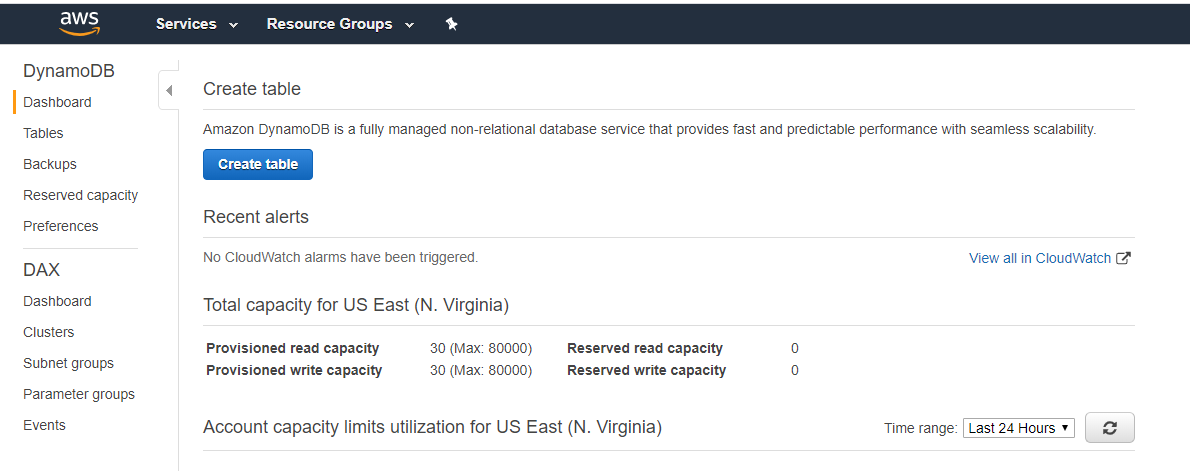 aws Services Resource Groups
DynamoDB
Dashboard
Tables
Backups
Reserved capacity
Preferences
DAX
Dashboard
Clusters
Subnet groups
Parameter groups
Events
Create table
Amazon DynamoDB is a fully managed non-relational database service that provides fast and predictable performance with seamless scalability.
Create table
Recent alerts
No CloudWatch alarms have been triggered. View all in CloudWatch
Total capacity for US East (N. Virginia)
Provisioned read capacity 30 (Max: 80000) Reserved read capacity 0
Provisioned write capacity 30 (Max: 80000) Reserved write capacity 0
Account capacity limits utilization for US East (N. Virginia) Time range: Last 24 Hours